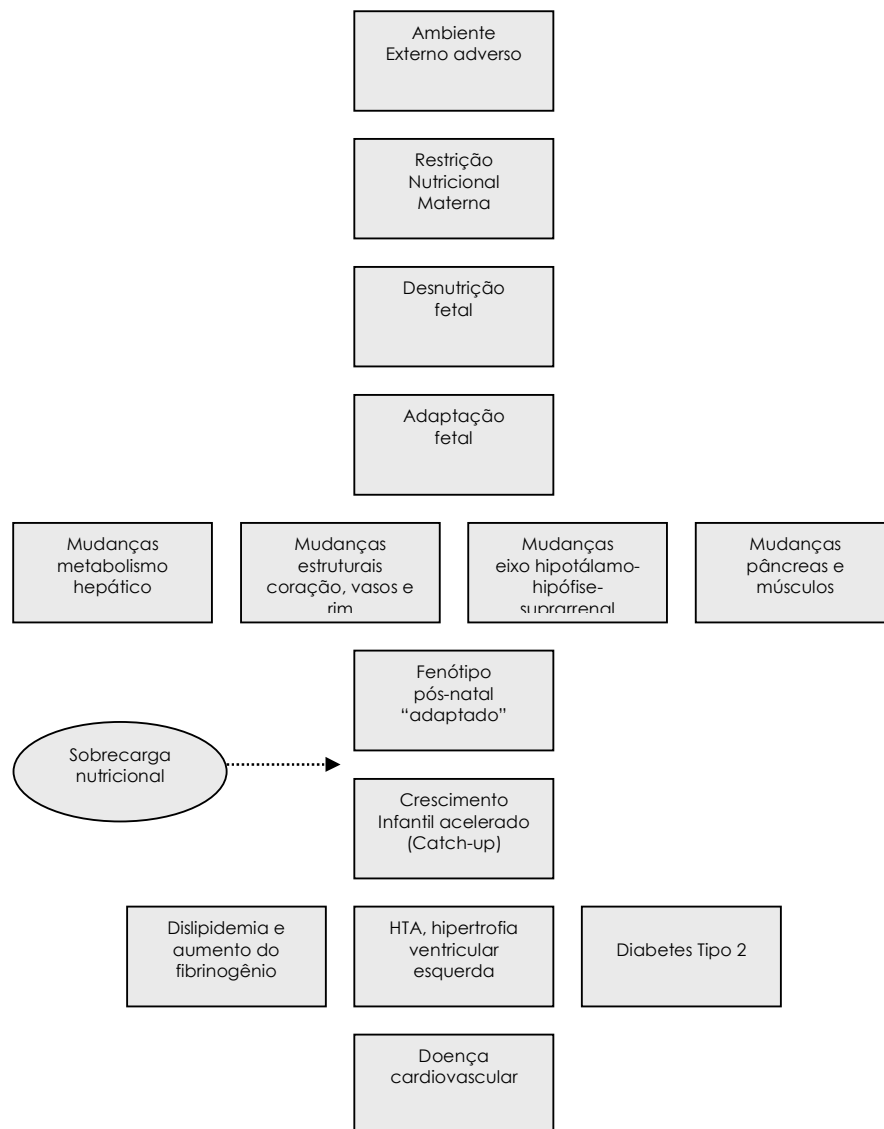 Ambiente
Externo adverso
Restrição
Nutricional
Materna
Desnutrição
fetal
Adaptação
fetal
Mudanças
metabolismo
hepático
Mudanças
estruturais
coração, vasos e
rim
Mudanças
eixo hipotálamo-
hipófise-
suprarrenal
Mudanças
pâncreas e
músculos
Fenótipo
pós-natal
“adaptado”
Sobrecarga
nutricional
Crescimento
Infantil acelerado
(Catch-up)
Dislipidemia e
aumento do
fibrinogênio
HTA, hipertrofia
ventricular
esquerda
Diabetes Tipo 2
Doença
cardiovascular